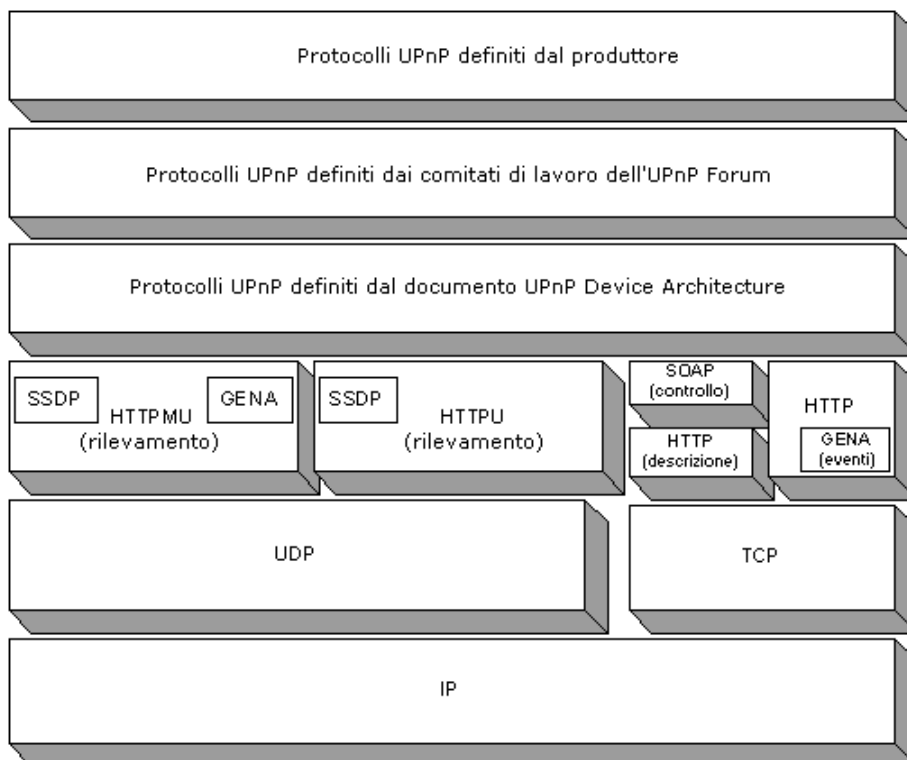 Protocolli UPnP definiti dal produttore
Protocolli UPnP definiti dai comitati di lavoro dell'UPnP Forum
Protocolli UPnP definiti dal documento UPnP Device Architecture
SSDP
GENA
HTTPMU
(rilevamento)
SSDP
HTTPU
(rilevamento)
SOAP
(controllo)
HTTP
(descrizione)
HTTP
GENA
(eventi)
UDP
TCP
IP